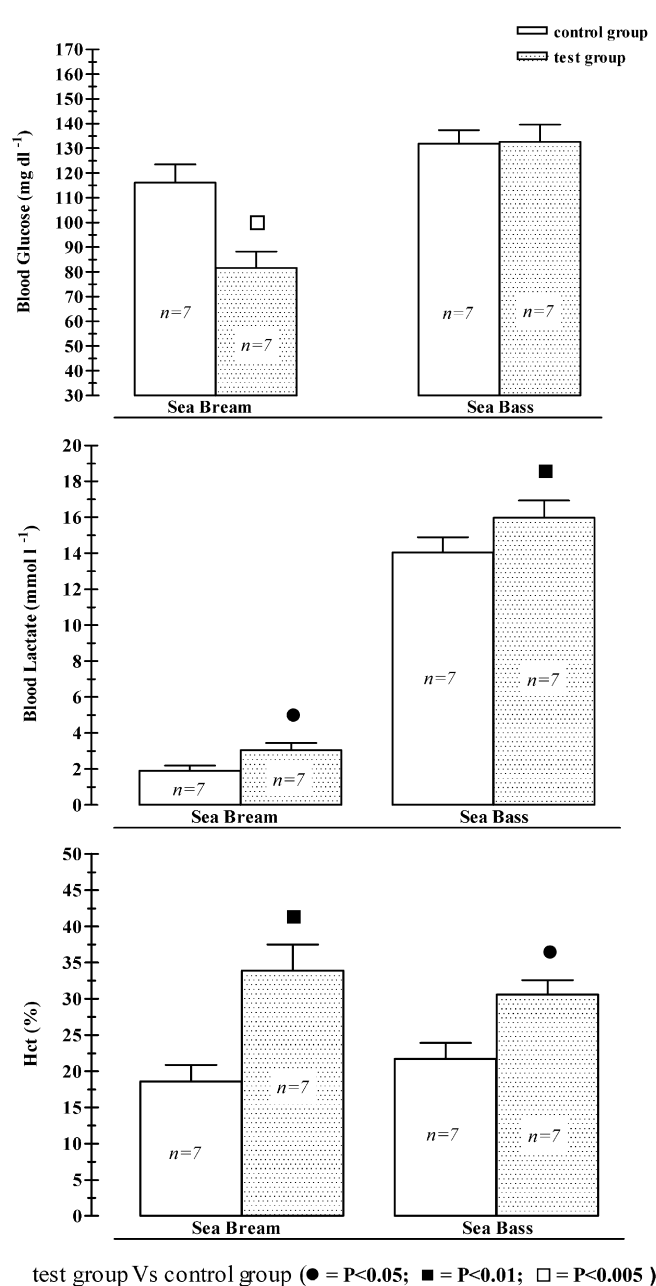 control group
test group
170
160
150
140
130
120
110
100
90
80
70
60
50
40
30
Blood Glucose (mg dl -1)
n=7
n=7
n=7
n=7
Sea Bream Sea Bass
20
18
16
14
12
10
8
6
4
2
0
Blood Lactate (mmol l -1)
n=7
n=7
n=7
n=7
Sea Bream Sea Bass
50
45
40
35
30
25
20
15
10
5
0
Hct (%)
n=7
n=7
n=7
n=7
Sea Bream Sea Bass
test group Vs control group (● = P<0.05; ■ = P<0.01; □ = P<0.005 )